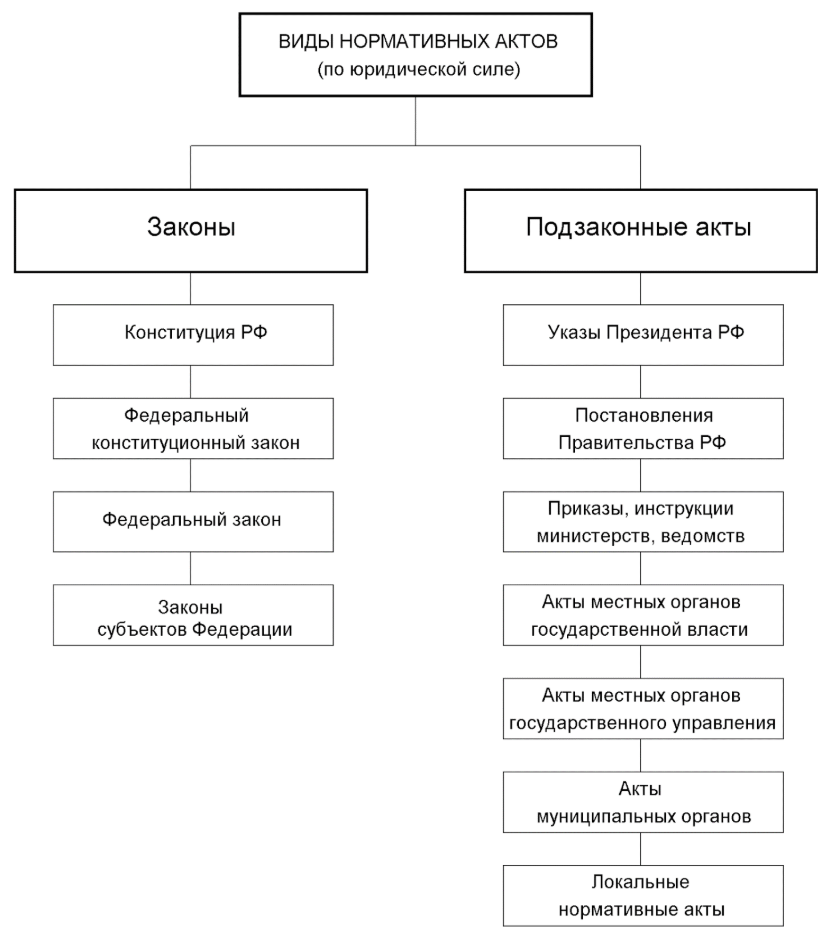 ВИДЫ НОРМАТИВНЫХ АКТОВ
(по юридической силе)
Законы
Конституция РФ
Федеральный
конституционный закон
Федеральный закон
Законы
субъектов Федерации
Подзаконные акты
Указы Президента РФ
Постановления
Правительства РФ
Приказы, инструкции
министерств, ведомств
Акты местных органов
государственной власти
Акты местных органов
государственного управления
Акты
муниципальных органов
Локальные
нормативные акты